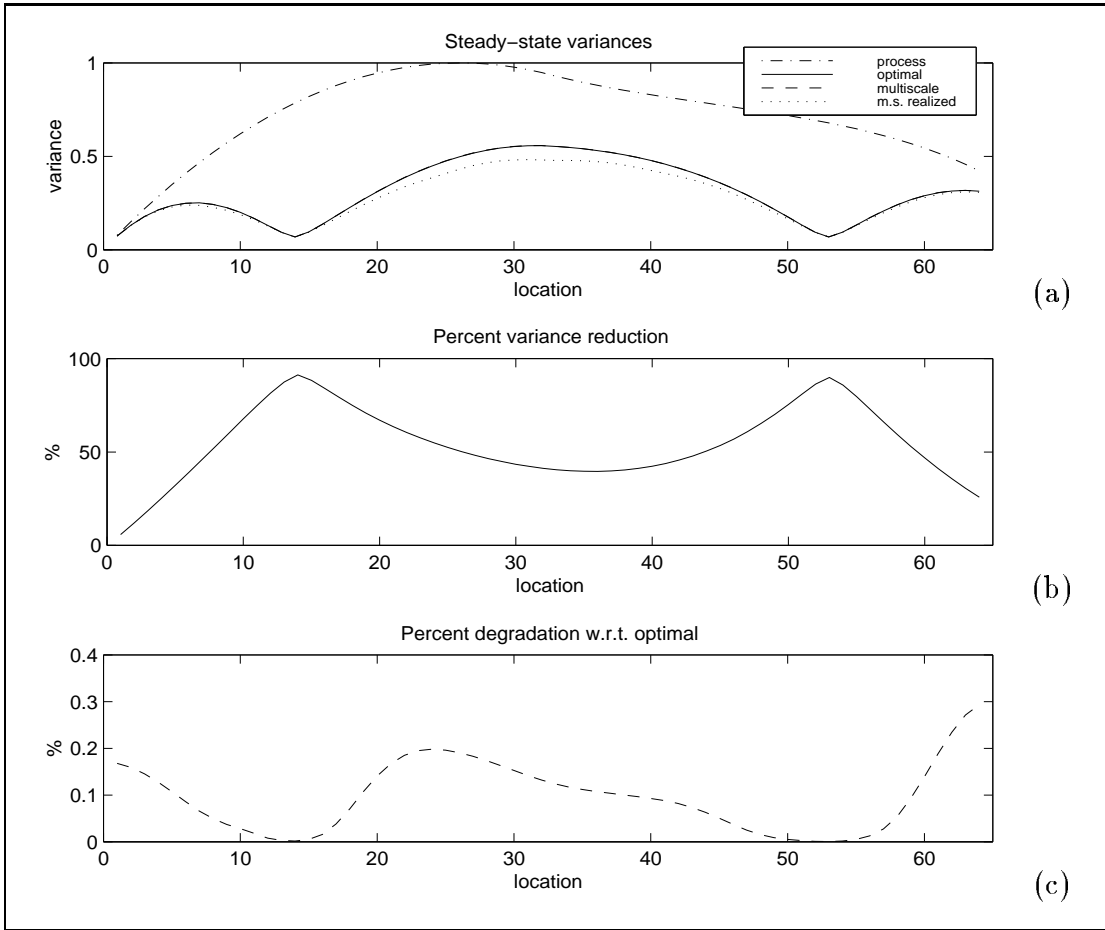 Steady−state variances
process
optimal
multiscale
m.s. realized
variance
1
0.5
0
10
20
30
40
50
60
location
(a)
Percent variance reduction
%
100
50
0
0
10
20
30
40
50
60
location
(b)
Percent degradation w.r.t. optimal
%
0.4
0.3
0.2
0.1
0
0
10
20
30
40
50
60
location
(c)